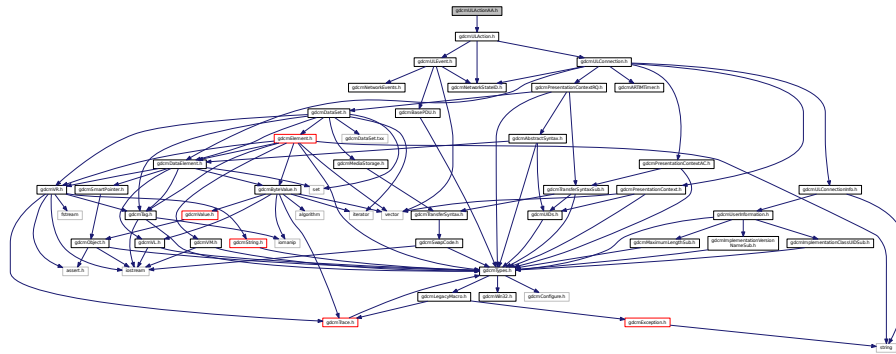 gdcmULActionAA.h
gdcmULAction.h
gdcmULEvent.h
gdcmULConnection.h
gdcmNetworkEvents.h
gdcmNetworkStateID.h
gdcmPresentationContextRQ.h
gdcmARTIMTimer.h
gdcmDataSet.h
gdcmBasePDU.h
gdcmElement.h
gdcmDataSet.txx
gdcmAbstractSyntax.h
gdcmDataElement.h
gdcmMediaStorage.h
gdcmPresentationContextAC.h
gdcmVR.h
gdcmSmartPointer.h
gdcmByteValue.h
set
gdcmTransferSyntaxSub.h
gdcmPresentationContext.h
gdcmULConnectionInfo.h
fstream
gdcmTag.h
gdcmValue.h
algorithm
iterator
vector
gdcmTransferSyntax.h
gdcmUIDs.h
gdcmUserInformation.h
gdcmObject.h
gdcmVL.h
gdcmVM.h
gdcmString.h
iomanip
gdcmSwapCode.h
gdcmMaximumLengthSub.h
gdcmImplementationVersion
NameSub.h
gdcmImplementationClassUIDSub.h
assert.h
iostream
gdcmTypes.h
gdcmLegacyMacro.h
gdcmWin32.h
gdcmConfigure.h
gdcmTrace.h
gdcmException.h
string